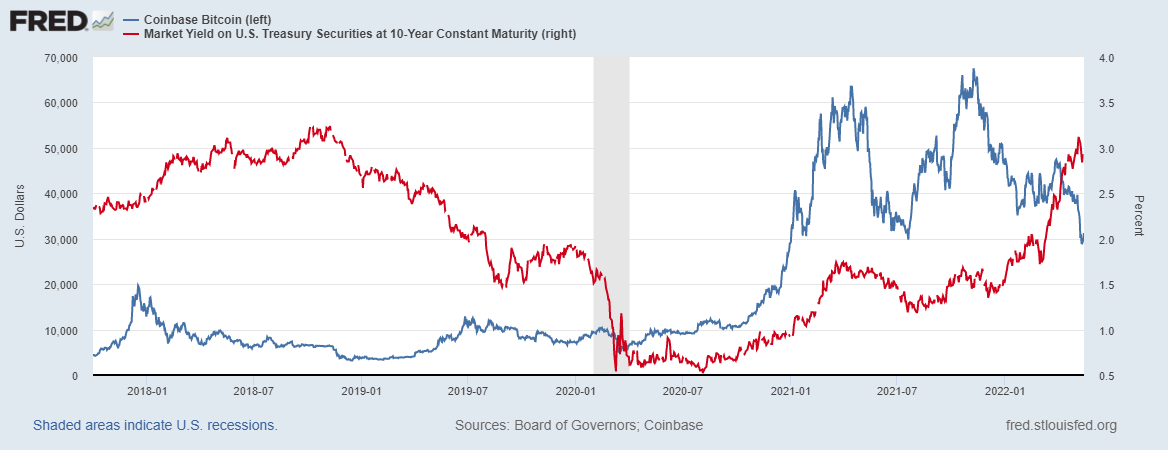 FRED
Coinbase Bitcoin (left)
Market Yield on U.S. Treasury Securities at 10-Year Constant Maturity (right)
70,000
60,000
50,000
40,000
30,000
20,000
10,000
0
U.S. Dollars
4.0
3.5
3.0
2.5
2.0
1.5
1.0
0.5
Percent
2018-01 2018-07 2019-01 2019-07 2020-01 2020-07 2021-01 2021-07 2022-01
Shaded areas indicate U.S. recessions.
Sources: Board of Governors; Coinbase
fred.stlouisfed.org